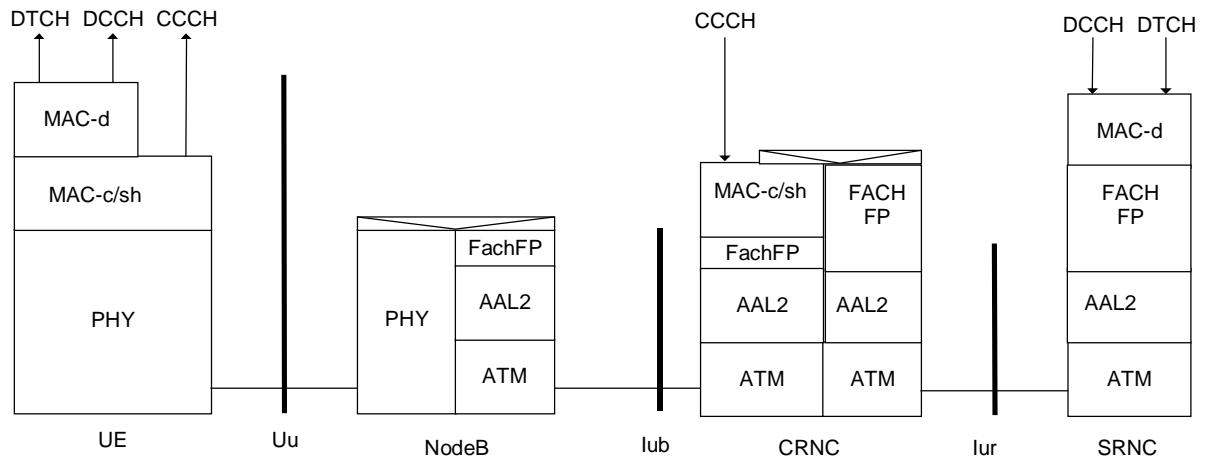 DTCH DCCH CCCH
CCCH
DCCH DTCH
MAC-d
MAC-c/sh
PHY
PHY
FachFP
AAL2
ATM
MAC-c/sh
FachFP
AAL2
ATM
FACH
FP
AAL2
ATM
MAC-d
FACH
FP
AAL2
ATM
UE
Uu
NodeB
Iub
CRNC
Iur
SRNC